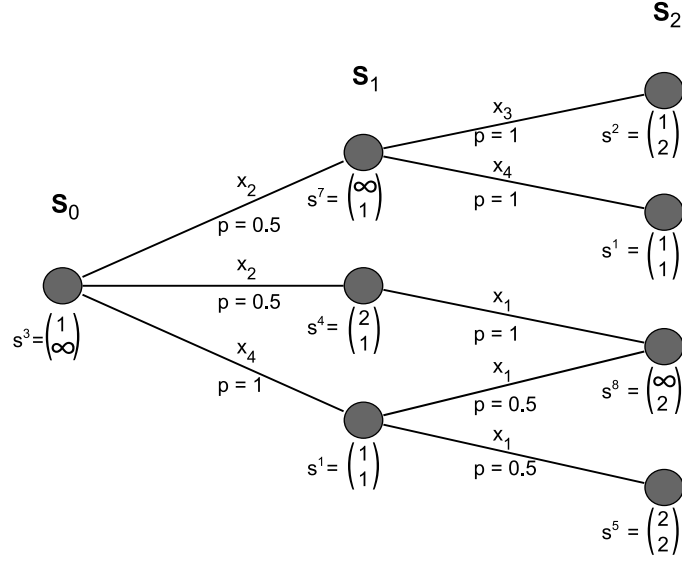 S₂
S₁
x₃
p = 1
s² = (1 2)
x₄
p = 1
x₂
p = 0.5
s⁷ = (∞ 1)
S₀
s¹ = (1 1)
x₂
p = 0.5
s³ = (1 ∞)
s⁴ = (2 1)
x₁
p = 1
x₄
p = 1
x₁
p = 0.5
s⁸ = (∞ 2)
x₁
p = 0.5
s¹ = (1 1)
s⁵ = (2 2)